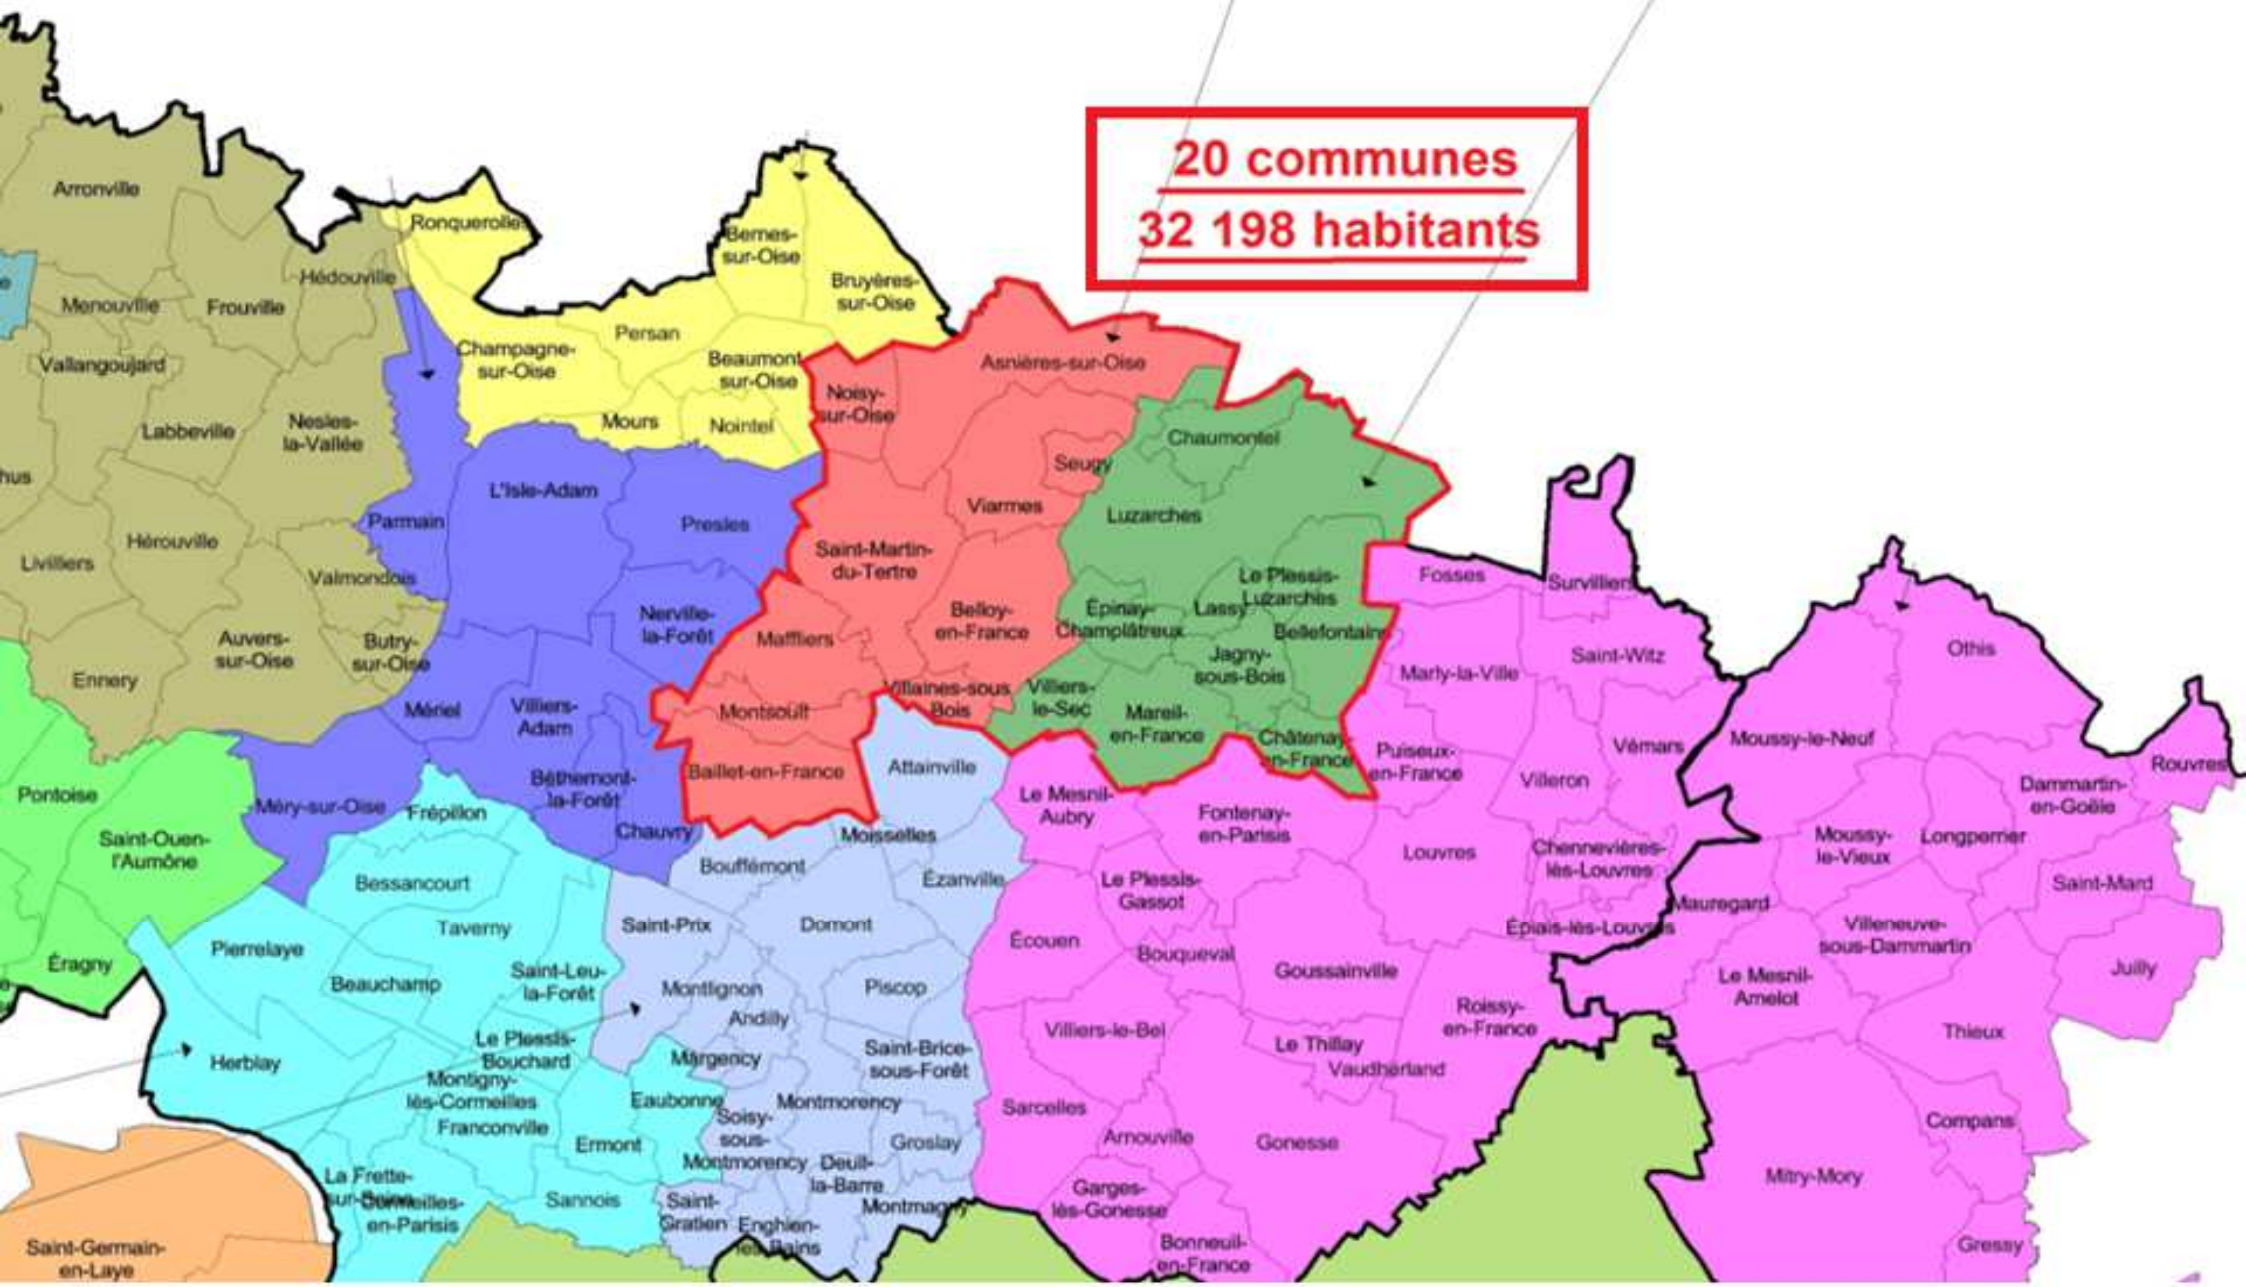 20 communes
32 198 habitants
Arronville
Ronquerolles
Bernes-
sur-Oise
Hédouville
Bruyères-
sur-Oise
Menouville
Frouville
Persan
Vallangoujard
Champagne-
sur-Oise
Beaumont
sur-Oise
Asnières-sur-Oise
Noisy-
sur-Oise
Labbeville
Nesles-
la-Vallée
Mours
Nointel
Chaumontel
Seugy
hus
L'Isle-Adam
Viarmes
Luzarches
Parmain
Presles
Hérouville
Livilliers
Valmondois
Saint-Martin-
du-Tertre
Le Plessis-
Luzarches
Fosses
Survilliers
Épinay-
Champlâtreux
Lassy
Nerville-
la-Forêt
Maffliers
Belloy-
en-France
Bellefontaine
Auvers-
sur-Oise
Butry-
sur-Oise
Jagny-
sous-Bois
Marly-la-Ville
Saint-Witz
Othis
Ennery
Mériel
Villiers-
Adam
Montsoult
Villaines-sous
Bois
Villiers-
le-Sec
Mareil-
en-France
Châtenay-
en-France
Puiseux-
en-France
Vémars
Moussy-le-Neuf
Rouvres
Pontoise
Méry-sur-Oise
Béthemont-
la-Forêt
Baillet-en-France
Attainville
Le Mesnil-
Aubry
Villeron
Dammartin-
en-Goële
Saint-Ouen-
l'Aumône
Frépillon
Chauvry
Moisselles
Fontenay-
en-Parisis
Louvres
Chennevières-
lès-Louvres
Moussy-
le-Vieux
Longperrier
Bessancourt
Bouffémont
Ézanville
Le Plessis-
Gassot
Mauregard
Saint-Mard
Taverny
Saint-Prix
Domont
Écouen
Épiais-lès-Louvres
Villeneuve-
sous-Dammartin
Éragny
Pierrelaye
Bouqueval
Goussainville
Juilly
Beauchamp
Saint-Leu-
la-Forêt
Montlignon
Piscop
Le Mesnil-
Amelot
Andilly
Roissy-
en-France
Thieux
Herblay
Le Plessis-
Bouchard
Margency
Saint-Brice-
sous-Forêt
Villiers-le-Bel
Le Thillay
Vaudherland
Montigny-
lès-Cormeilles
Eaubonne
Montmorency
Sarcelles
Compans
Franconville
Ermont
Soisy-
sous-
Montmorency
Groslay
Arnouville
Gonesse
Mitry-Mory
La Frette-
sur-Seine
Cormeilles-
en-Parisis
Sannois
Saint-
Gratien
Deuil-
la-Barre
Montmagny
Garges-
lès-Gonesse
Enghien-
les-Bains
Bonneuil-
en-France
Gressy
Saint-Germain-
en-Laye